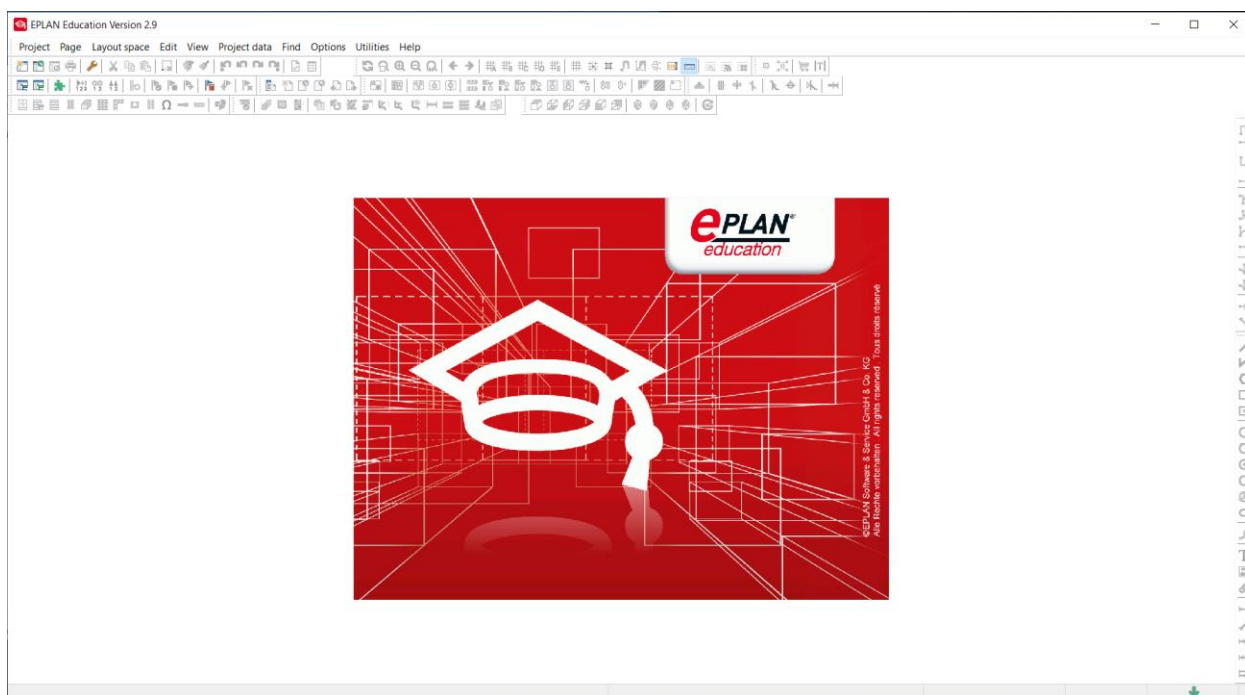 EPLAN Education Version 2.9
Project Page Layout space Edit View Project data Find Options Utilities Help
ePLAN®
education
©EPLAN Software & Service GmbH & Co. KG
Alle Rechte vorbehalten . All rights reserved . Tous droits réservé